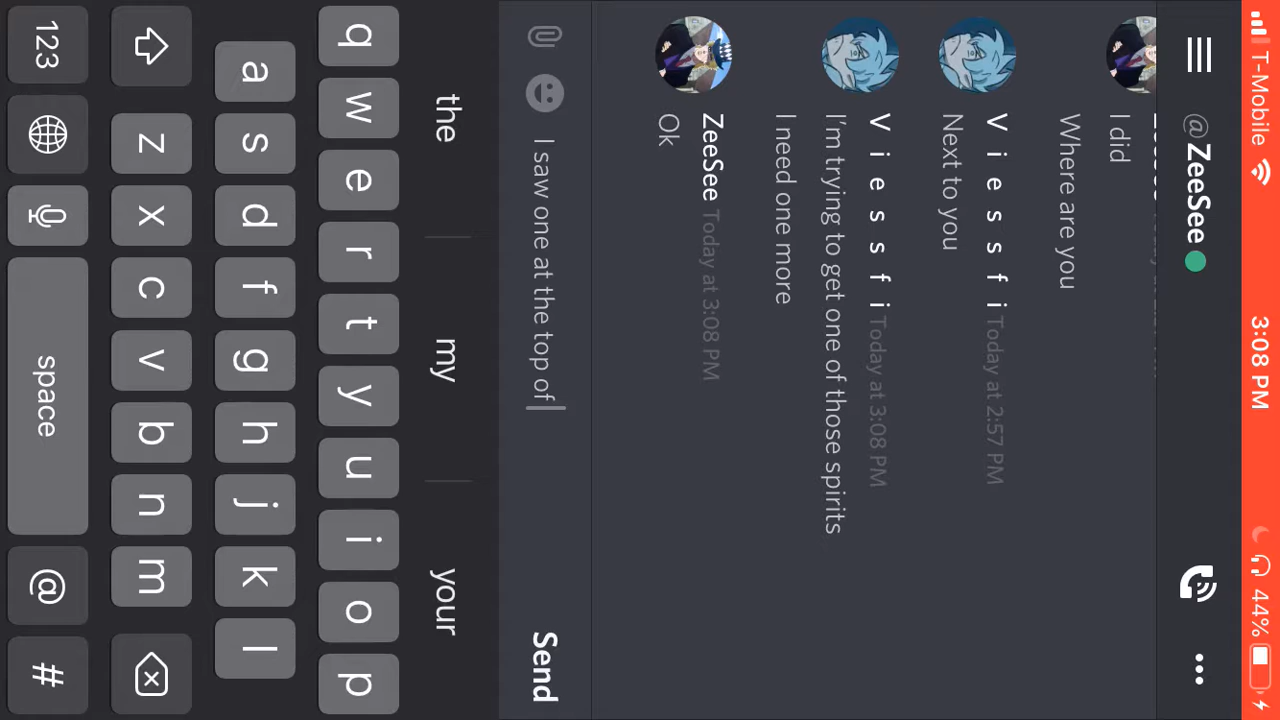 T-Mobile 3:08 PM 44%
@ZeeSee
I did
Where are you
V i e s s f i Today at 2:57 PM
Next to you
V i e s s f i Today at 3:08 PM
I'm trying to get one of those spirits
I need one more
ZeeSee Today at 3:08 PM
Ok
I saw one at the top of Send
the my your
q w e r t y u i o p
a s d f g h j k l
z x c v b n m
123 space @ #